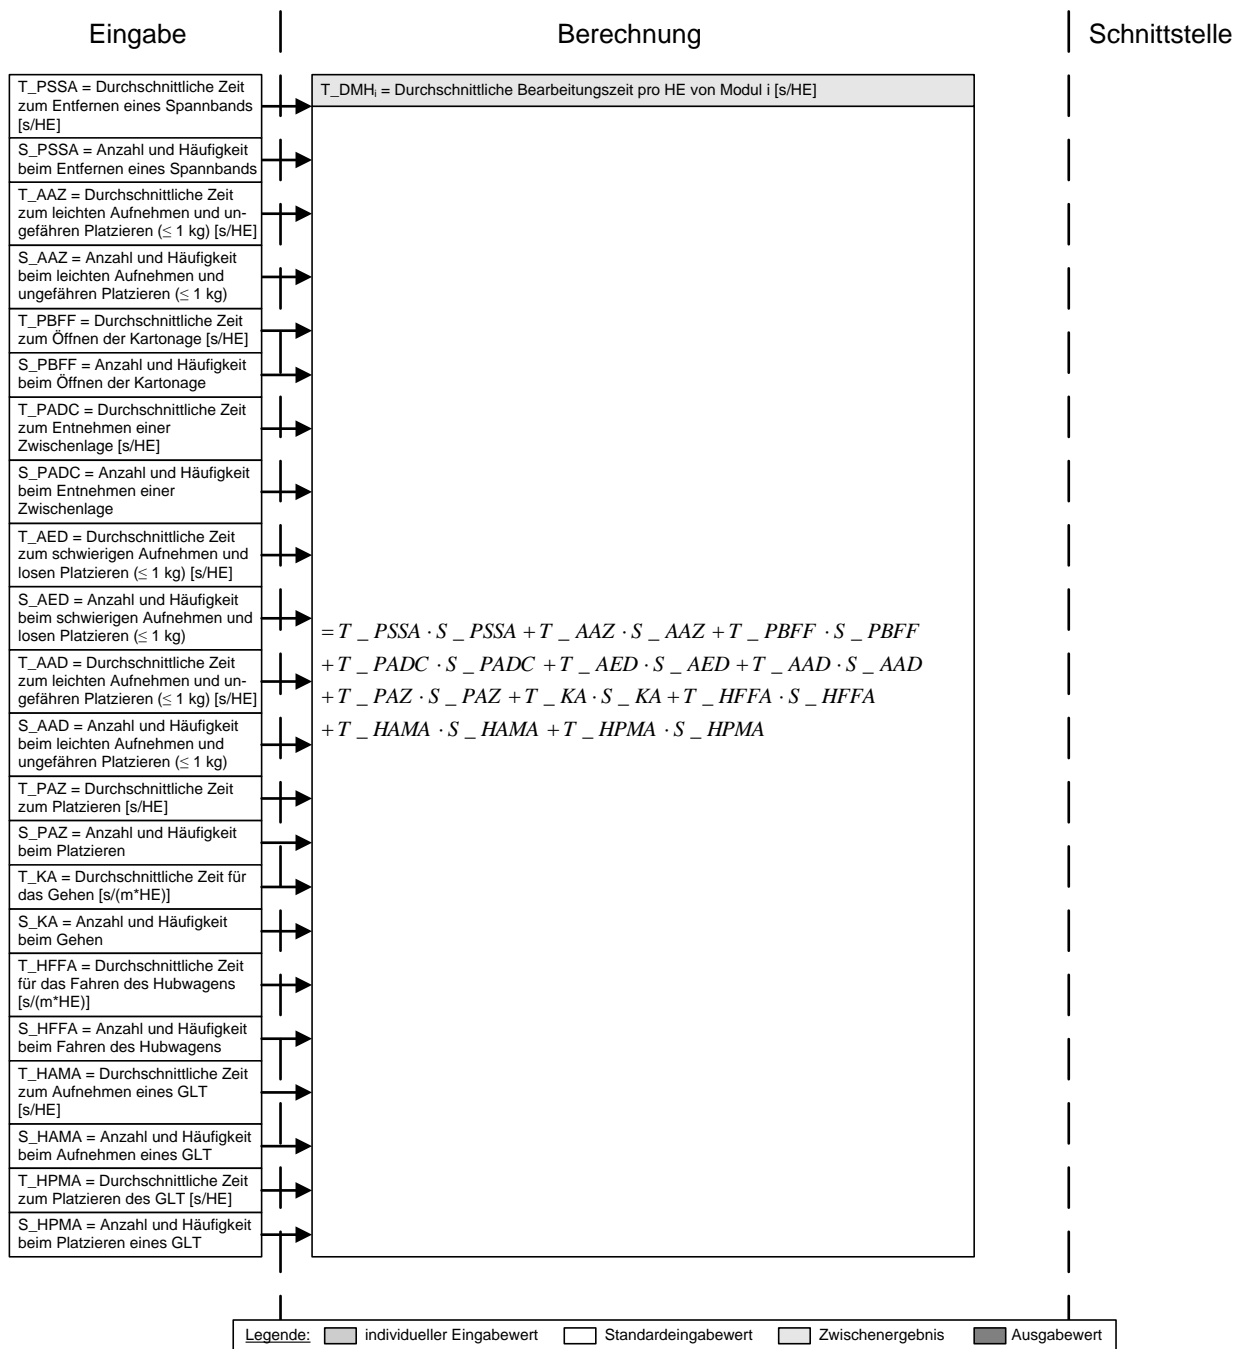 Eingabe
Berechnung
Schnittstelle
T_PSSA = Durchschnittliche Zeit
zum Entfernen eines Spannbands
[s/HE]
S_PSSA = Anzahl und Häufigkeit
beim Entfernen eines Spannbands
T_AAZ = Durchschnittliche Zeit
zum leichten Aufnehmen und un-
gefähren Platzieren (≤ 1 kg) [s/HE]
S_AAZ = Anzahl und Häufigkeit
beim leichten Aufnehmen und
ungefähren Platzieren (≤ 1 kg)
T_PBFF = Durchschnittliche Zeit
zum Öffnen der Kartonage [s/HE]
S_PBFF = Anzahl und Häufigkeit
beim Öffnen der Kartonage
T_PADC = Durchschnittliche Zeit
zum Entnehmen einer
Zwischenlage [s/HE]
S_PADC = Anzahl und Häufigkeit
beim Entnehmen einer
Zwischenlage
T_AED = Durchschnittliche Zeit
zum schwierigen Aufnehmen und
losen Platzieren (≤ 1 kg) [s/HE]
S_AED = Anzahl und Häufigkeit
beim schwierigen Aufnehmen und
losen Platzieren (≤ 1 kg)
T_AAD = Durchschnittliche Zeit
zum leichten Aufnehmen und un-
gefähren Platzieren (≤ 1 kg) [s/HE]
S_AAD = Anzahl und Häufigkeit
beim leichten Aufnehmen und
ungefähren Platzieren (≤ 1 kg)
T_PAZ = Durchschnittliche Zeit
zum Platzieren [s/HE]
S_PAZ = Anzahl und Häufigkeit
beim Platzieren
T_KA = Durchschnittliche Zeit für
das Gehen [s/(m*HE)]
S_KA = Anzahl und Häufigkeit
beim Gehen
T_HFFA = Durchschnittliche Zeit
für das Fahren des Hubwagens
[s/(m*HE)]
S_HFFA = Anzahl und Häufigkeit
beim Fahren des Hubwagens
T_HAMA = Durchschnittliche Zeit
zum Aufnehmen eines GLT
[s/HE]
S_HAMA = Anzahl und Häufigkeit
beim Aufnehmen eines GLT
T_HPMA = Durchschnittliche Zeit
zum Platzieren des GLT [s/HE]
S_HPMA = Anzahl und Häufigkeit
beim Platzieren eines GLT
T_DMHᵢ = Durchschnittliche Bearbeitungszeit pro HE von Modul i [s/HE]
= T _ PSSA · S _ PSSA + T _ AAZ · S _ AAZ + T _ PBFF · S _ PBFF
+ T _ PADC · S _ PADC + T _ AED · S _ AED + T _ AAD · S _ AAD
+ T _ PAZ · S _ PAZ + T _ KA · S _ KA + T _ HFFA · S _ HFFA
+ T _ HAMA · S _ HAMA + T _ HPMA · S _ HPMA
Legende: individueller Eingabewert Standardeingabewert Zwischenergebnis Ausgabewert